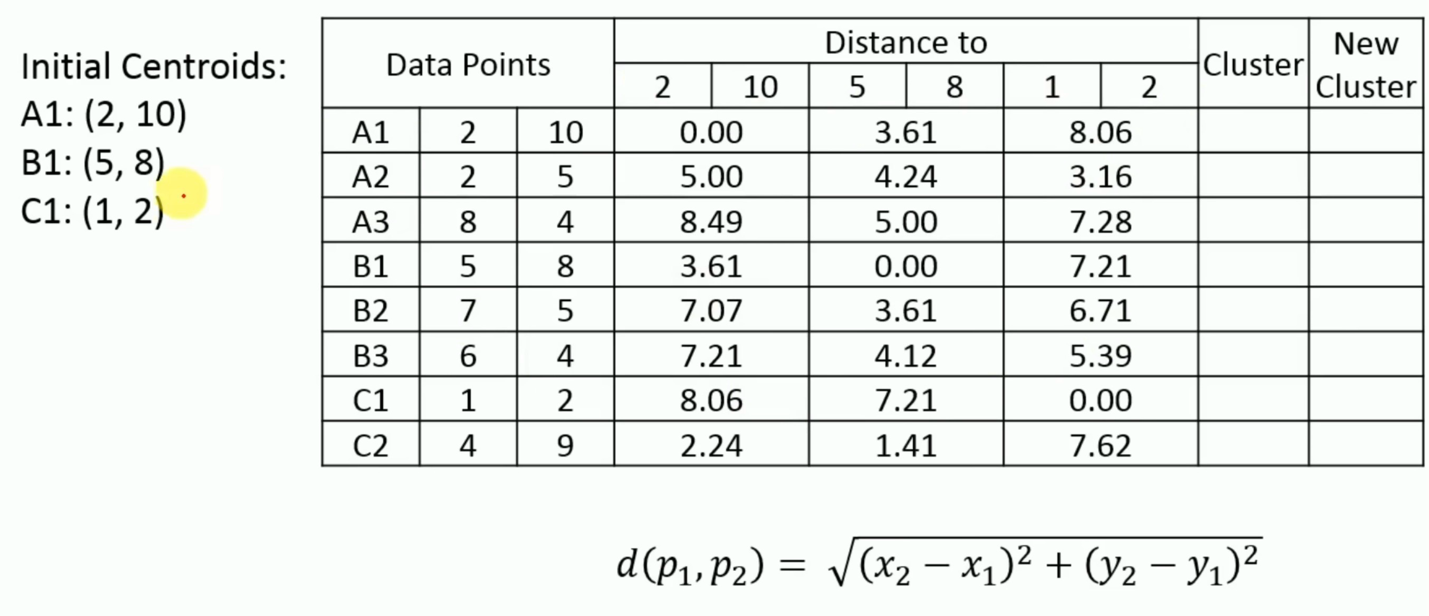 Initial Centroids:
A1: (2, 10)
B1: (5, 8)
C1: (1, 2)
Data Points Distance to Cluster New Cluster
2 10 5 8 1 2
A1 2 10 0.00 3.61 8.06
A2 2 5 5.00 4.24 3.16
A3 8 4 8.49 5.00 7.28
B1 5 8 3.61 0.00 7.21
B2 7 5 7.07 3.61 6.71
B3 6 4 7.21 4.12 5.39
C1 1 2 8.06 7.21 0.00
C2 4 9 2.24 1.41 7.62
d(p₁, p₂) = √(x₂ − x₁)² + (y₂ − y₁)²